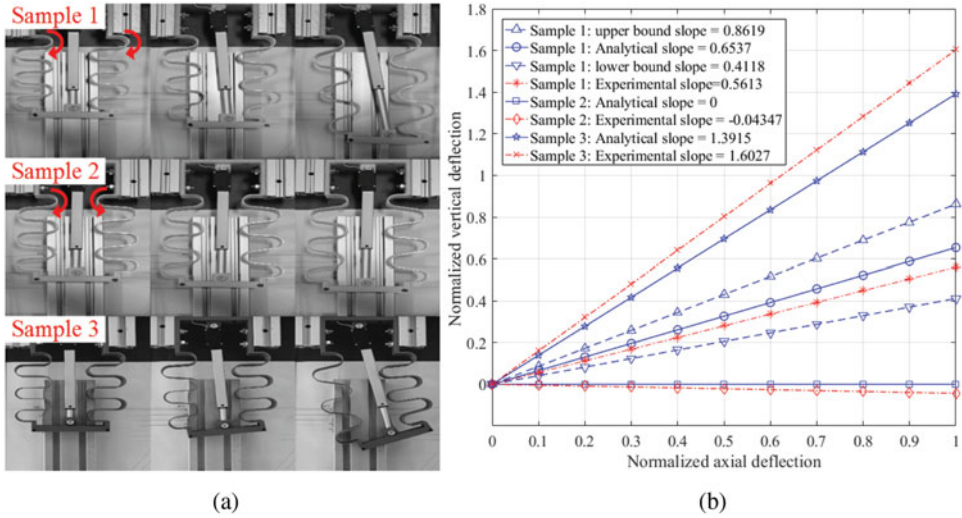 Sample 1
Sample 2
Sample 3
(a)
Normalized vertical deflection
1.8
1.6
1.4
1.2
1
0.8
0.6
0.4
0.2
0
Sample 1: upper bound slope = 0.8619
Sample 1: Analytical slope = 0.6537
Sample 1: lower bound slope = 0.4118
Sample 1: Experimental slope=0.5613
Sample 2: Analytical slope = 0
Sample 2: Experimental slope = -0.04347
Sample 3: Analytical slope = 1.3915
Sample 3: Experimental slope = 1.6027
0 0.1 0.2 0.3 0.4 0.5 0.6 0.7 0.8 0.9 1
Normalized axial deflection
(b)